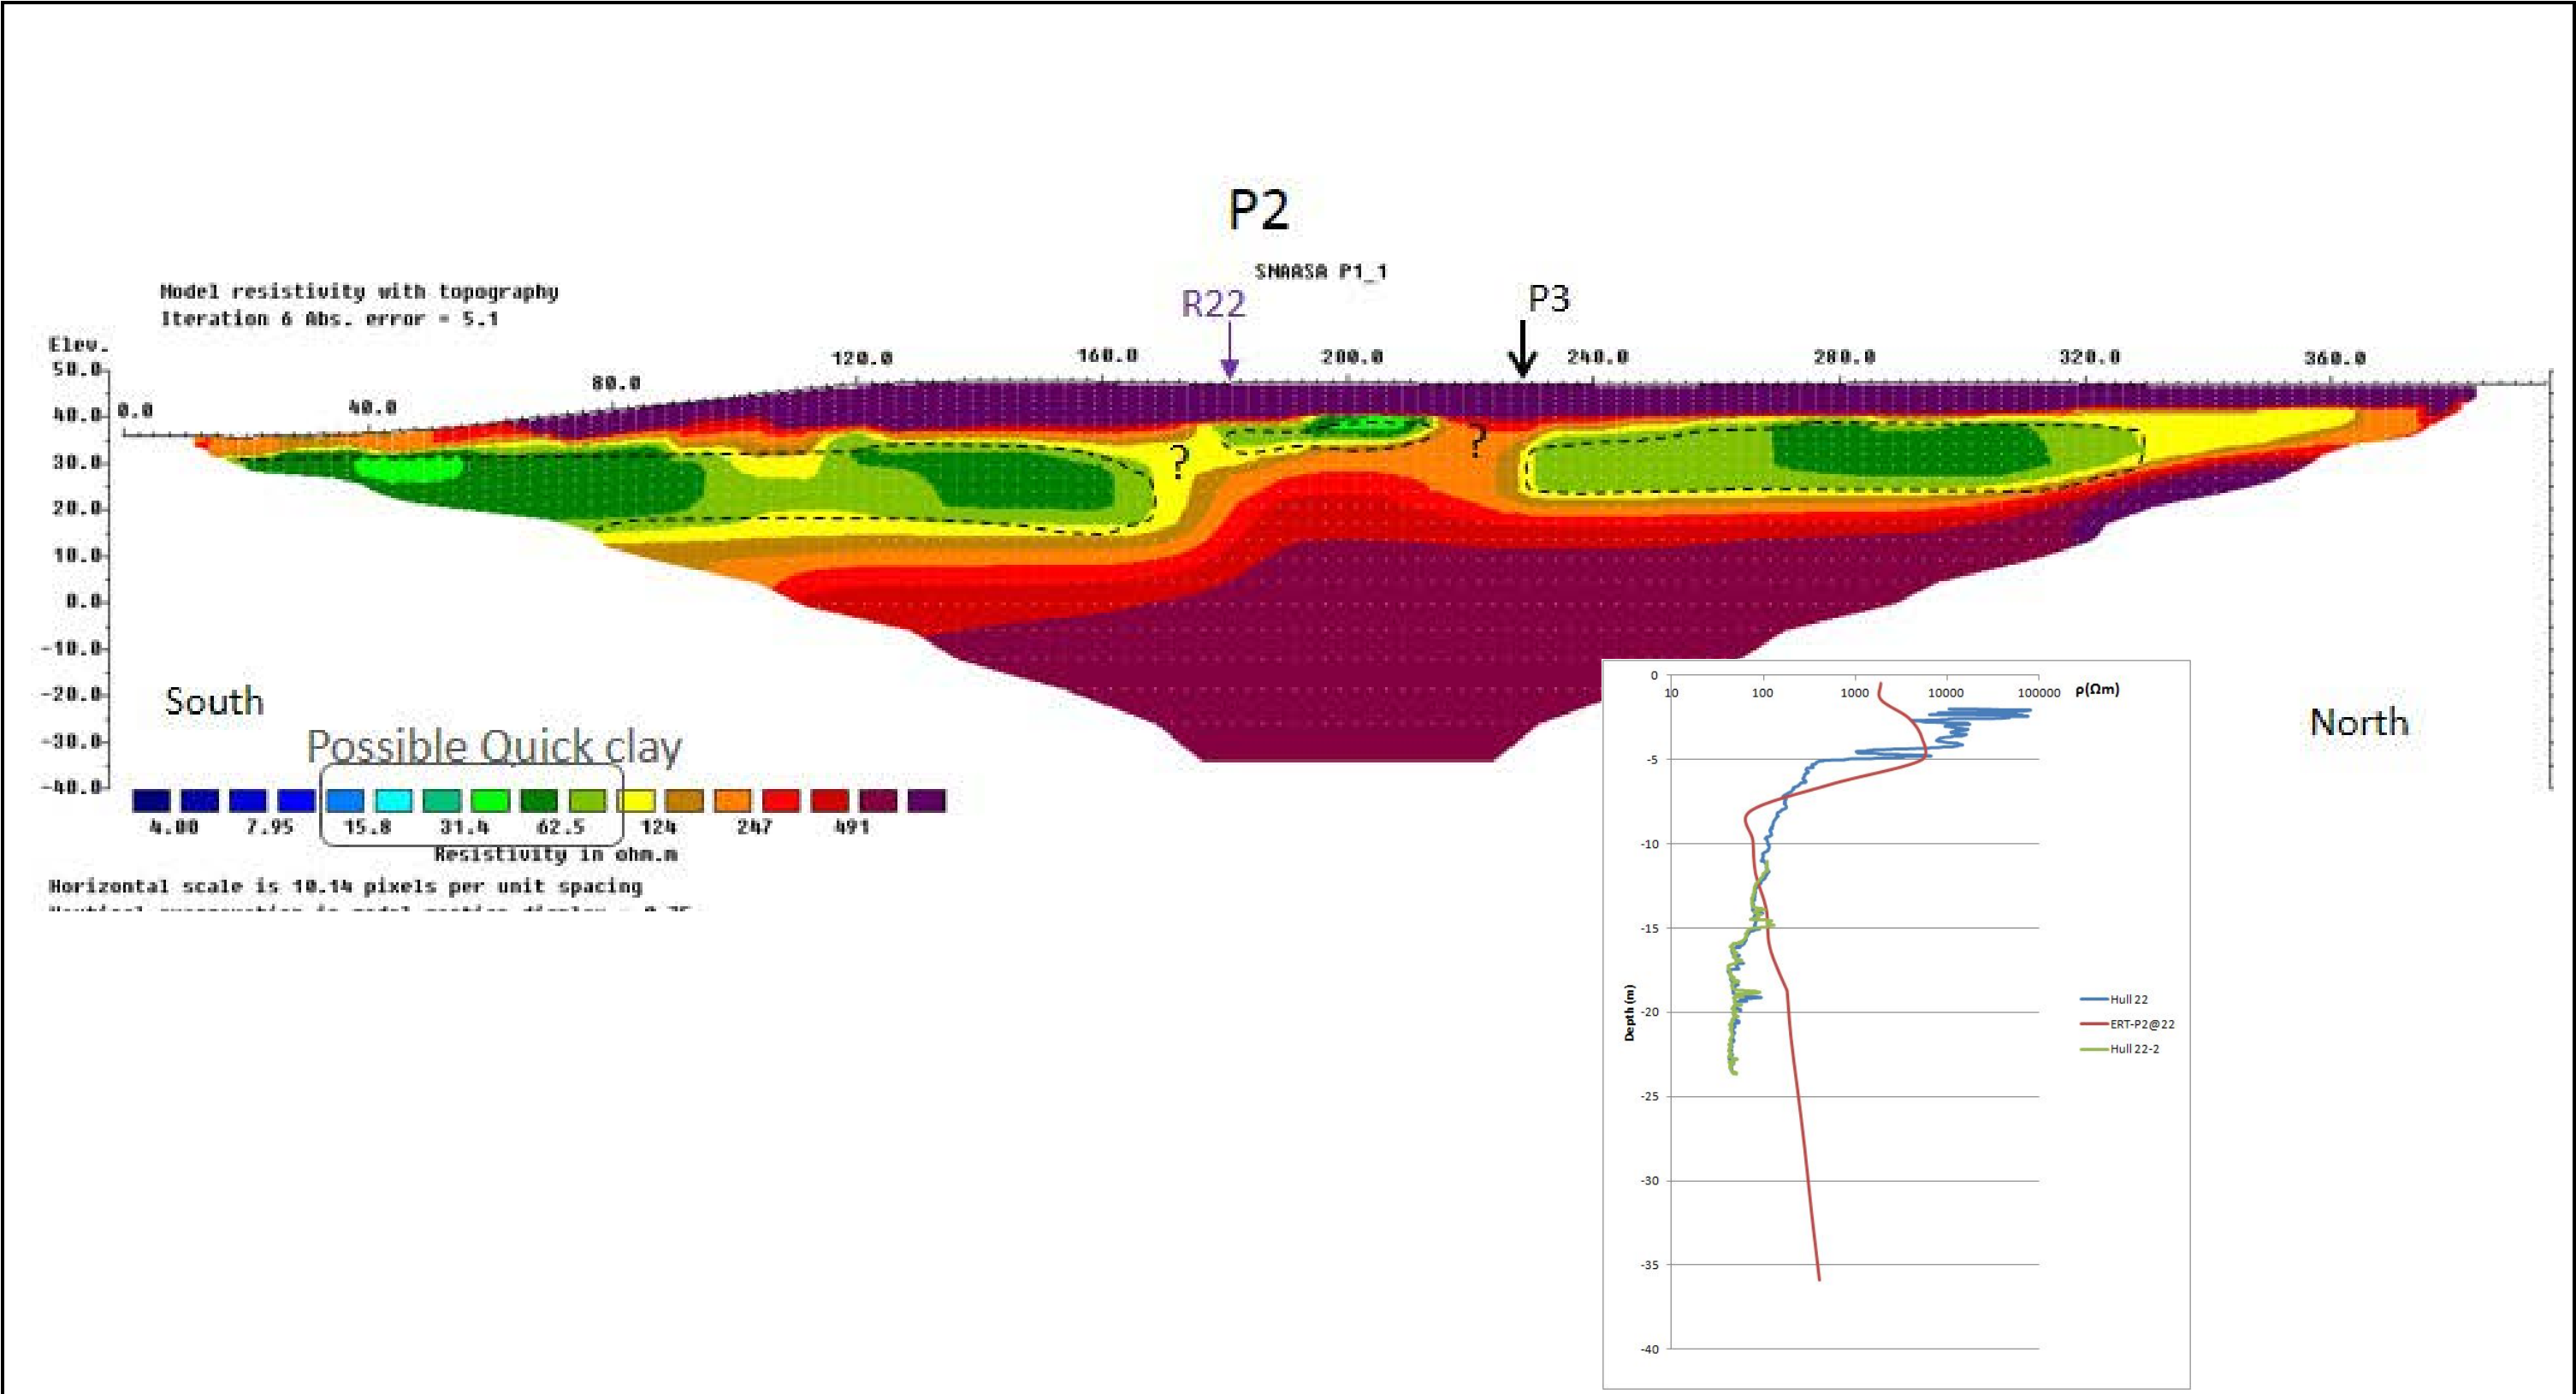 P2
SNAASA P1_1
Model resistivity with topography
Iteration 6 Abs. error = 5.1
R22
P3
Elev.
50.0
40.0
30.0
20.0
10.0
0.0
-10.0
-20.0
-30.0
-40.0
0.0 40.0 80.0 120.0 160.0 200.0 240.0 280.0 320.0 360.0
? ?
South
North
Possible Quick clay
4.00 7.95 15.8 31.4 62.5 124 247 491
Resistivity in ohm.m
Horizontal scale is 10.14 pixels per unit spacing
10 100 1000 10000 100000 ρ(Ωm)
0
-5
-10
-15
-20
-25
-30
-35
-40
Depth (m)
Hull 22
ERT-P2@22
Hull 22-2